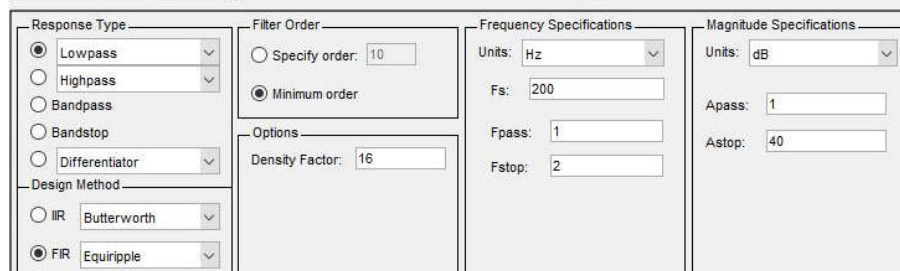 Response Type
Lowpass
Highpass
Bandpass
Bandstop
Differentiator
Design Method
IIR Butterworth
FIR Equiripple
Filter Order
Specify order: 10
Minimum order
Options
Density Factor: 16
Frequency Specifications
Units: Hz
Fs: 200
Fpass: 1
Fstop: 2
Magnitude Specifications
Units: dB
Apass: 1
Astop: 40